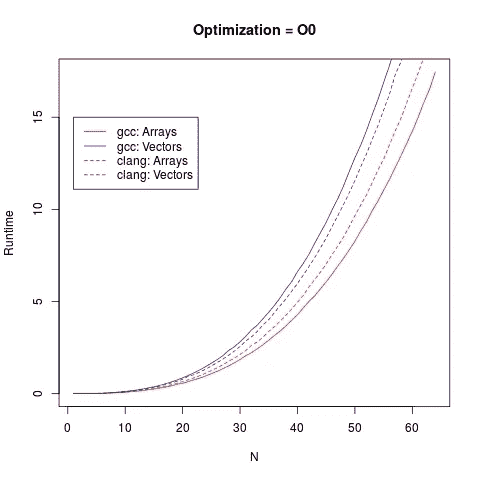 Optimization = O0
Runtime
15
10
5
0
gcc: Arrays
gcc: Vectors
clang: Arrays
clang: Vectors
0 10 20 30 40 50 60
N